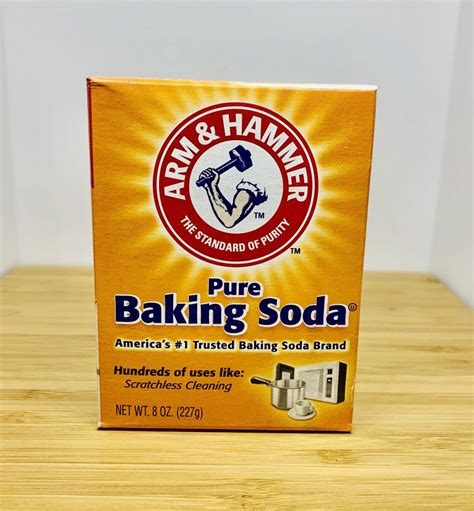 ARM & HAMMER
TM
THE STANDARD OF PURITY
TM
Pure
Baking Soda
America's #1 Trusted Baking Soda Brand
Hundreds of uses like:
Scratchless Cleaning
NET WT. 8 OZ. (227g)